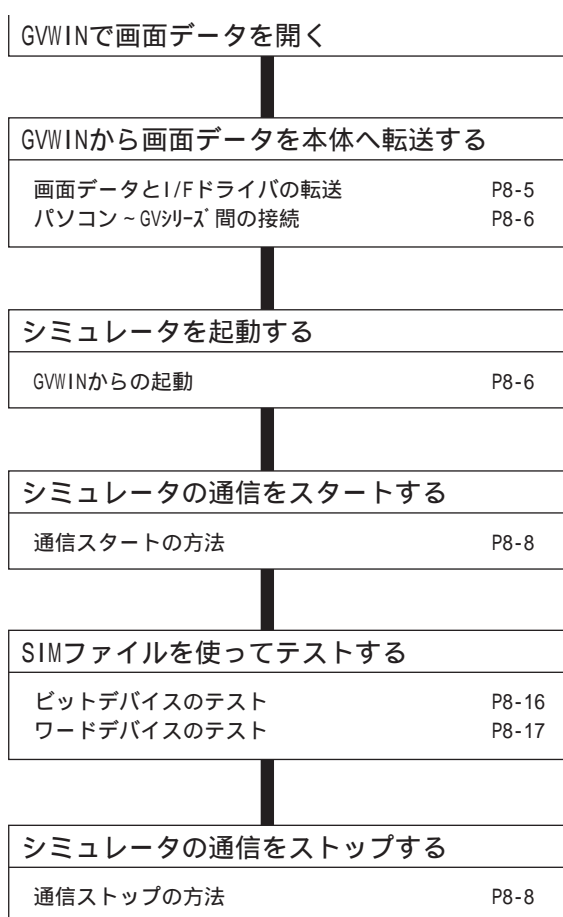 GVWINで画面データを開く
GVWINから画面データを本体へ転送する
画面データとI/Fドライバの転送 P8-5
パソコン~GVシリーズ間の接続 P8-6
シミュレータを起動する
GVWINからの起動 P8-6
シミュレータの通信をスタートする
通信スタートの方法 P8-8
SIMファイルを使ってテストする
ビットデバイスのテスト P8-16
ワードデバイスのテスト P8-17
シミュレータの通信をストップする
通信ストップの方法 P8-8